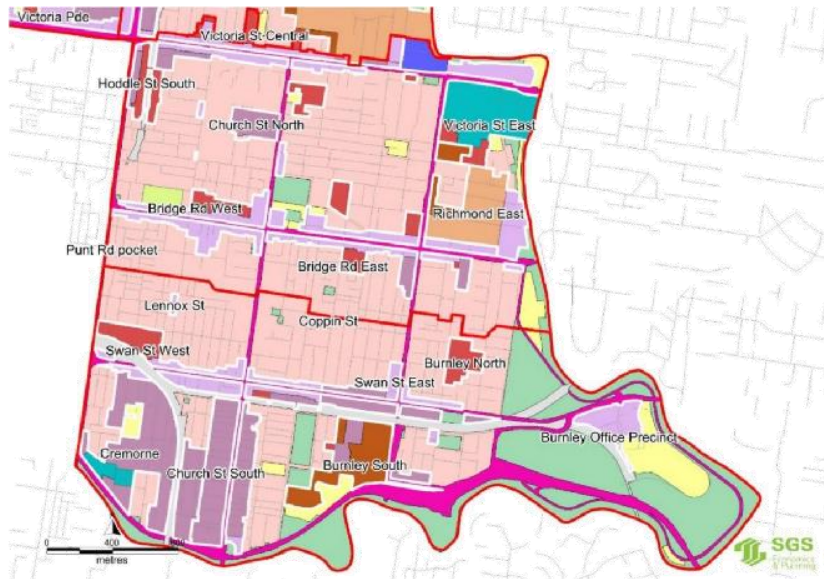 Victoria Pde
Victoria St Central
Hoddle St South
Church St North
Victoria St East
Bridge Rd West
Richmond East
Punt Rd pocket
Bridge Rd East
Lennox St
Coppin St
Swan St West
Burnley North
Swan St East
Burnley Office Precinct
Cremorne
Church St South
Burnley South
0 400 800
metres
SGS
Economics
& Planning